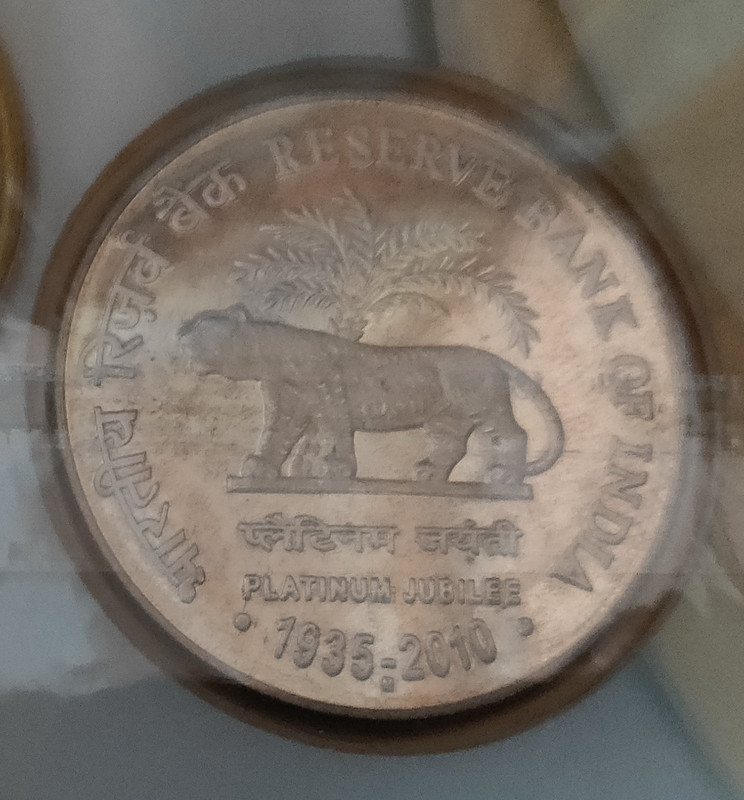 भारतीय रिज़र्व बैंक RESERVE BANK OF INDIA
प्लैटिनम जयंती
PLATINUM JUBILEE
1935-2010